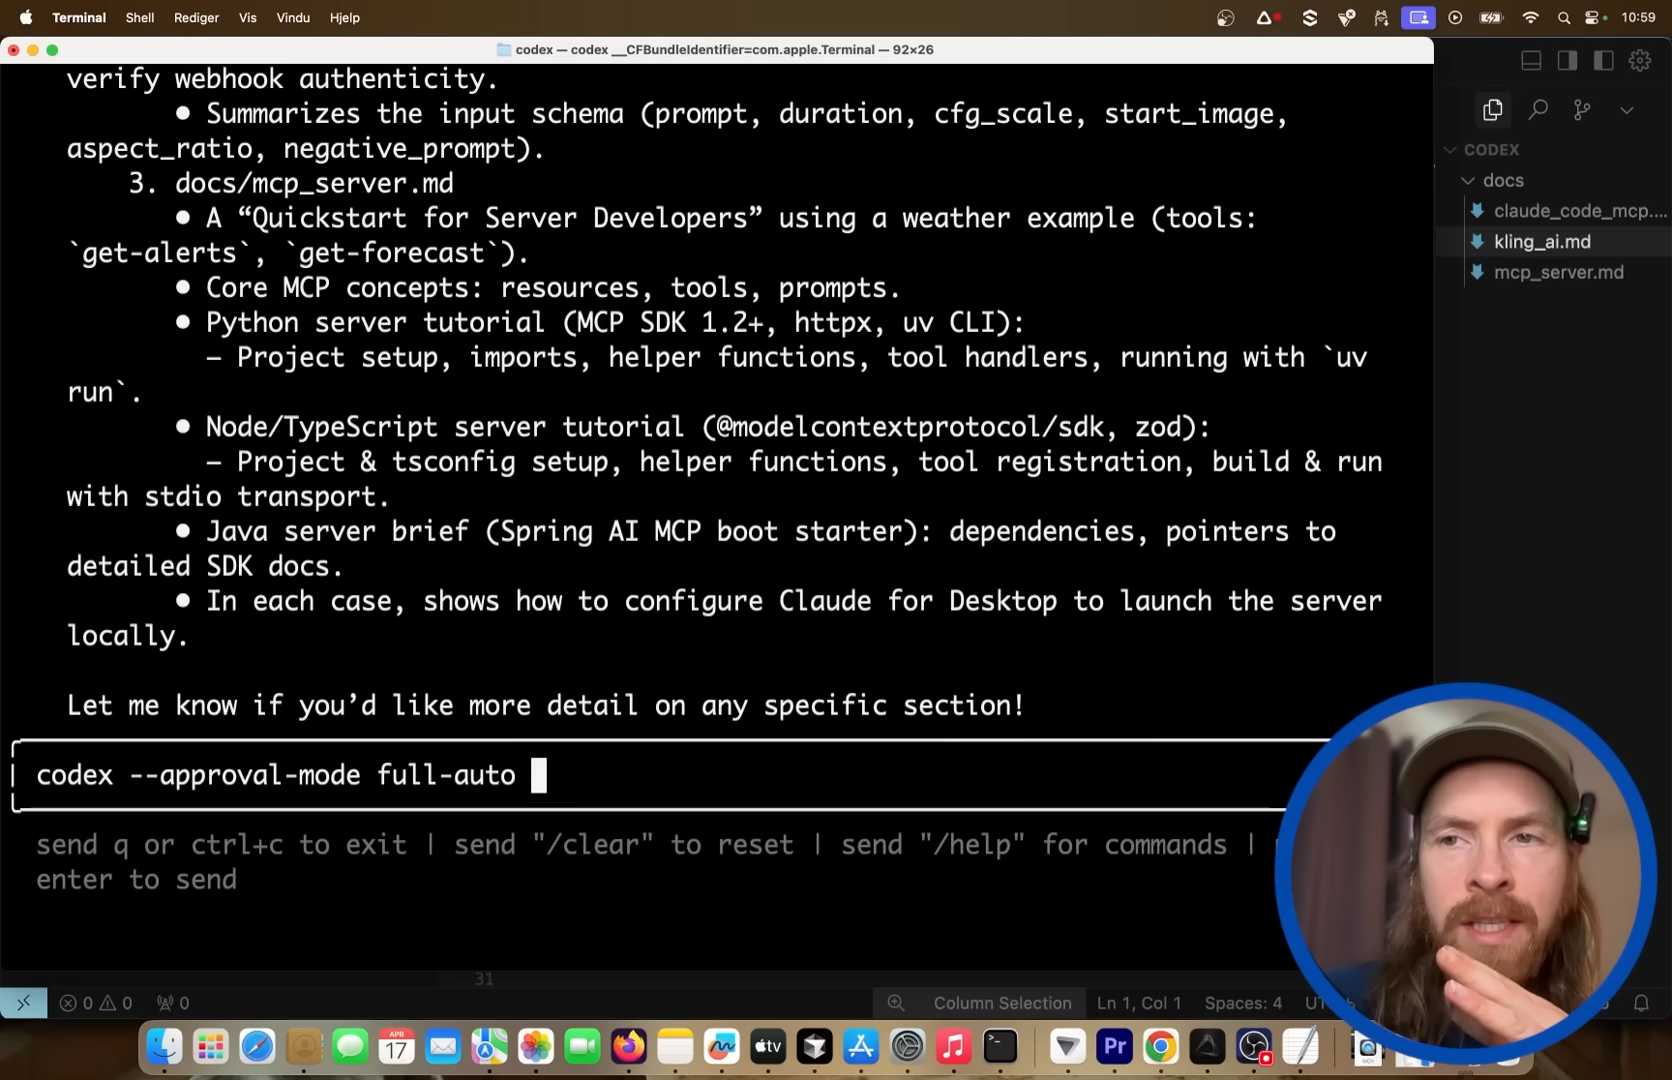 Terminal Shell Rediger Vis Vindu Hjelp 10:59
codex — codex __CFBundleIdentifier=com.apple.Terminal — 92×26
verify webhook authenticity.
● Summarizes the input schema (prompt, duration, cfg_scale, start_image,
aspect_ratio, negative_prompt).
3. docs/mcp_server.md
● A “Quickstart for Server Developers” using a weather example (tools:
`get-alerts`, `get-forecast`).
● Core MCP concepts: resources, tools, prompts.
● Python server tutorial (MCP SDK 1.2+, httpx, uv CLI):
– Project setup, imports, helper functions, tool handlers, running with `uv
run`.
● Node/TypeScript server tutorial (@modelcontextprotocol/sdk, zod):
– Project & tsconfig setup, helper functions, tool registration, build & run
with stdio transport.
● Java server brief (Spring AI MCP boot starter): dependencies, pointers to
detailed SDK docs.
● In each case, shows how to configure Claude for Desktop to launch the server
locally.
Let me know if you’d like more detail on any specific section!
codex --approval-mode full-auto
send q or ctrl+c to exit | send "/clear" to reset | send "/help" for commands |
enter to send
CODEX
docs
claude_code_mcp....
kling_ai.md
mcp_server.md
31
0 0 0 Column Selection Ln 1, Col 1 Spaces: 4
APR
17
tv
Pr